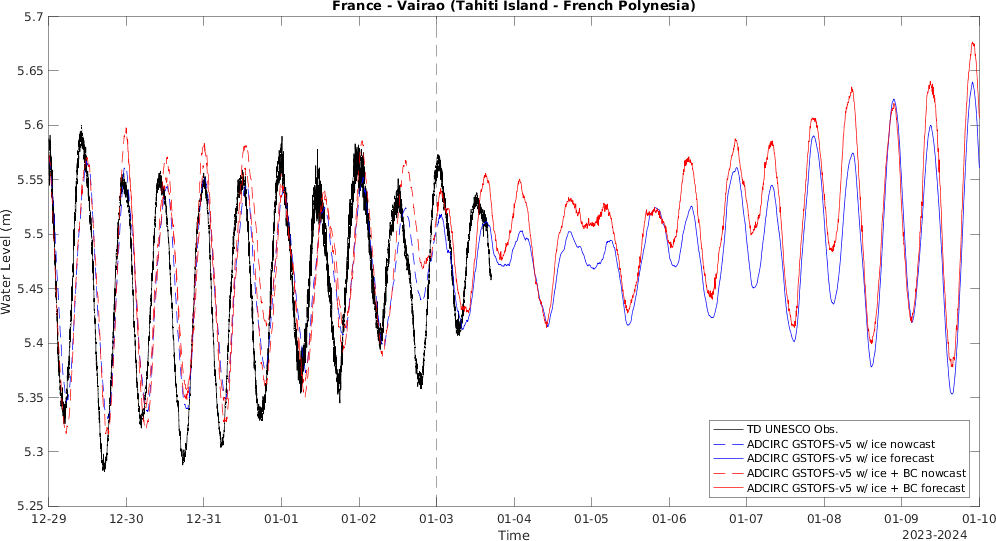 France - Vairao (Tahiti Island - French Polynesia)
5.7
5.65
5.6
5.55
5.5
5.45
5.4
5.35
5.3
5.25
Water Level (m)
12-29 12-30 12-31 01-01 01-02 01-03 01-04 01-05 01-06 01-07 01-08 01-09 01-10
Time
2023-2024
TD UNESCO Obs.
ADCIRC GSTOFS-v5 w/ ice nowcast
ADCIRC GSTOFS-v5 w/ ice forecast
ADCIRC GSTOFS-v5 w/ ice + BC nowcast
ADCIRC GSTOFS-v5 w/ ice + BC forecast